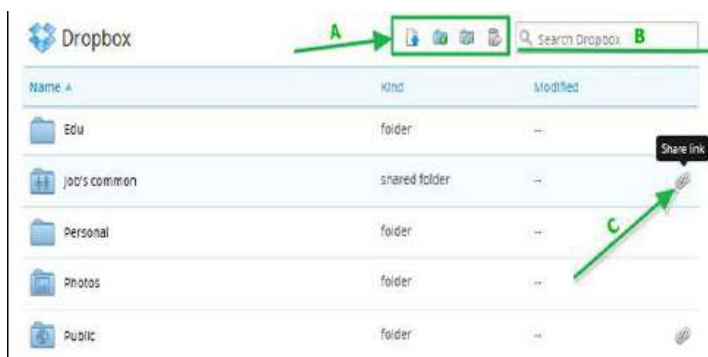 Dropbox A Search Dropbox B
Name Kind Modified
Edu folder --
Share link
job's common shared folder --
C
Personal folder --
Photos folder --
Public folder --